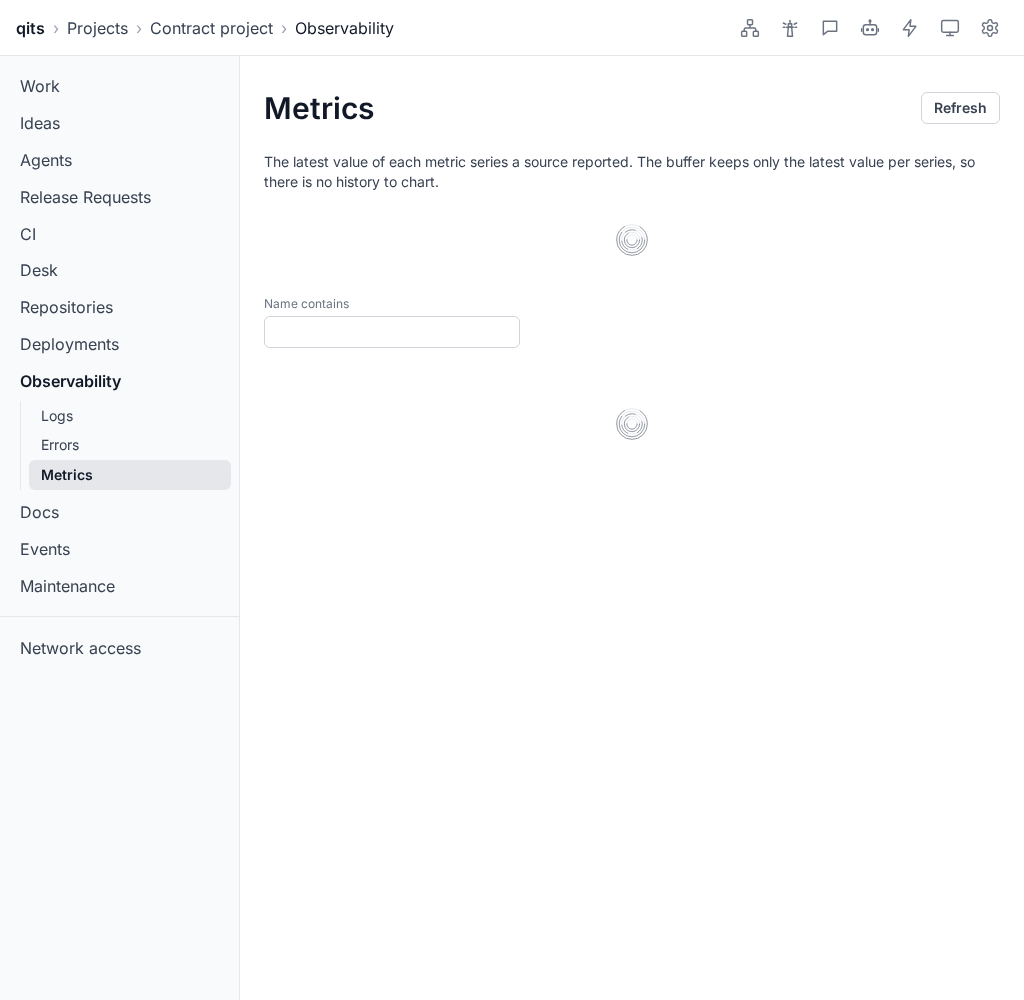 qits › Projects › Contract project › Observability
Work
Ideas
Agents
Release Requests
CI
Desk
Repositories
Deployments
Observability
Logs
Errors
Metrics
Docs
Events
Maintenance
Network access
Metrics
Refresh
The latest value of each metric series a source reported. The buffer keeps only the latest value per series, so
there is no history to chart.
Name contains